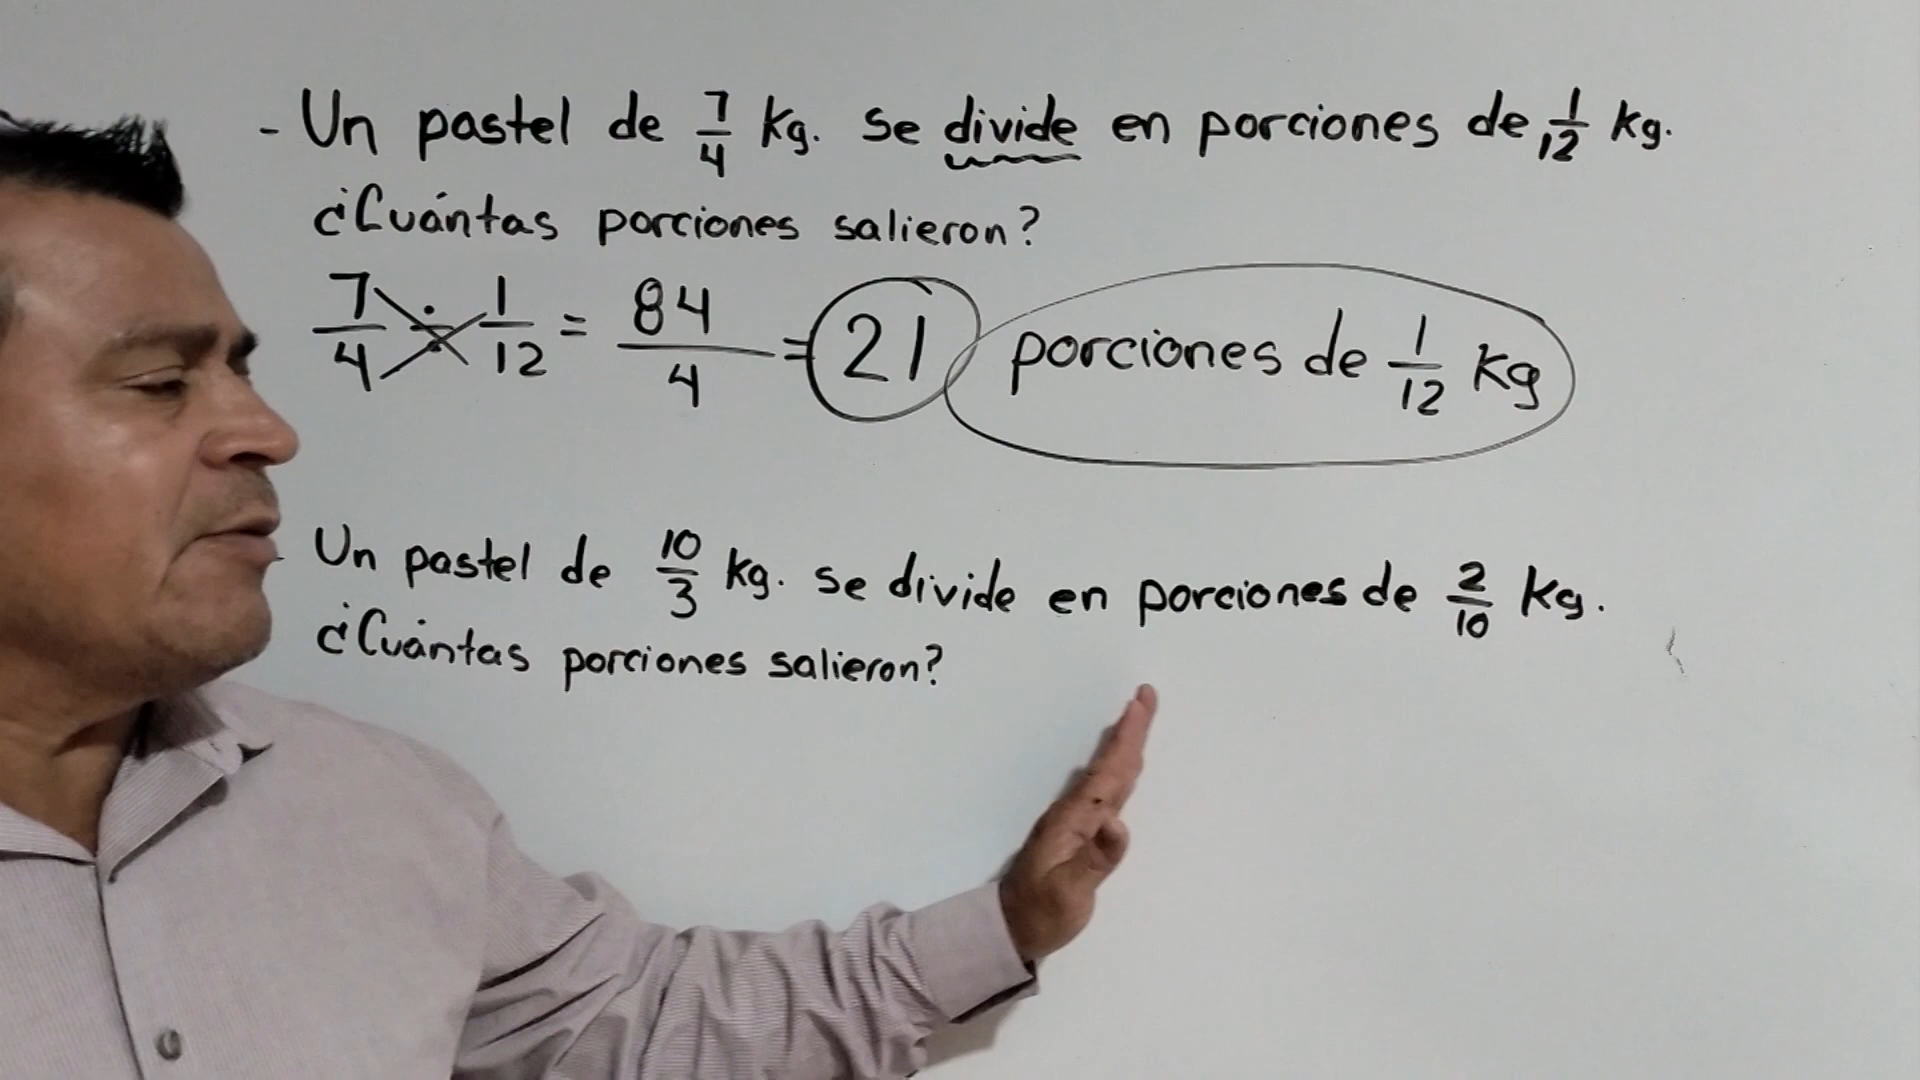 - Un pastel de 7/4 kg. se divide en porciones de 1/12 kg.
¿Cuántas porciones salieron?
7/4 ÷ 1/12 = 84/4 = 21 porciones de 1/12 kg
- Un pastel de 10/3 kg. se divide en porciones de 2/10 kg.
¿Cuántas porciones salieron?